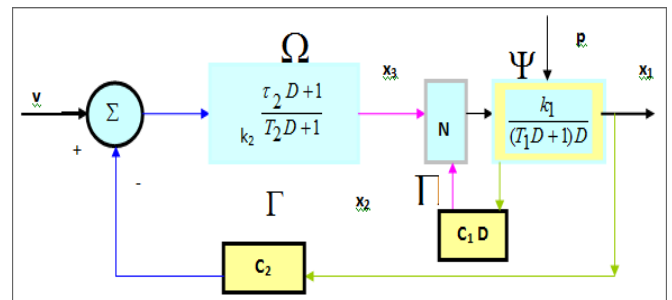 Ω
p
x₃
Ψ
x₁
v
Σ
k₂ τ₂D+1
T₂D+1
N
k₁
(T₁D+1)D
+
-
Γ
x₂
Π
C₁ D
C₂